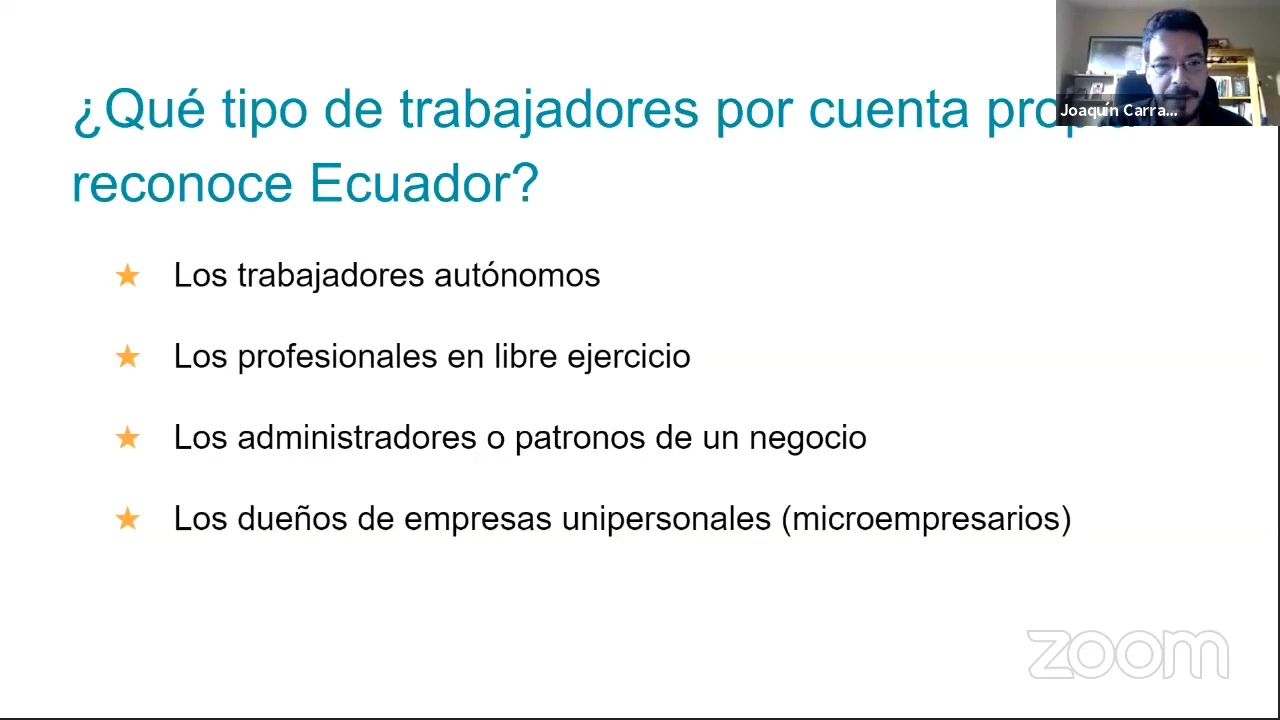 ¿Qué tipo de trabajadores por cuenta propia
reconoce Ecuador?
Joaquín Carra...
★ Los trabajadores autónomos
★ Los profesionales en libre ejercicio
★ Los administradores o patronos de un negocio
★ Los dueños de empresas unipersonales (microempresarios)
zoom